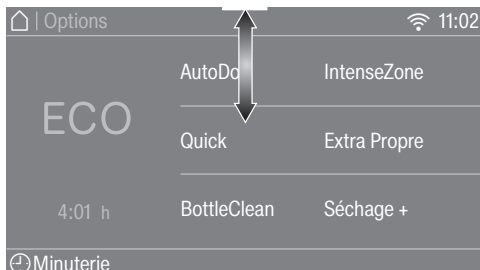 | Options 11:02
AutoDo IntenseZone
ECO
Quick Extra Propre
4:01 h BottleClean Séchage +
Minuterie